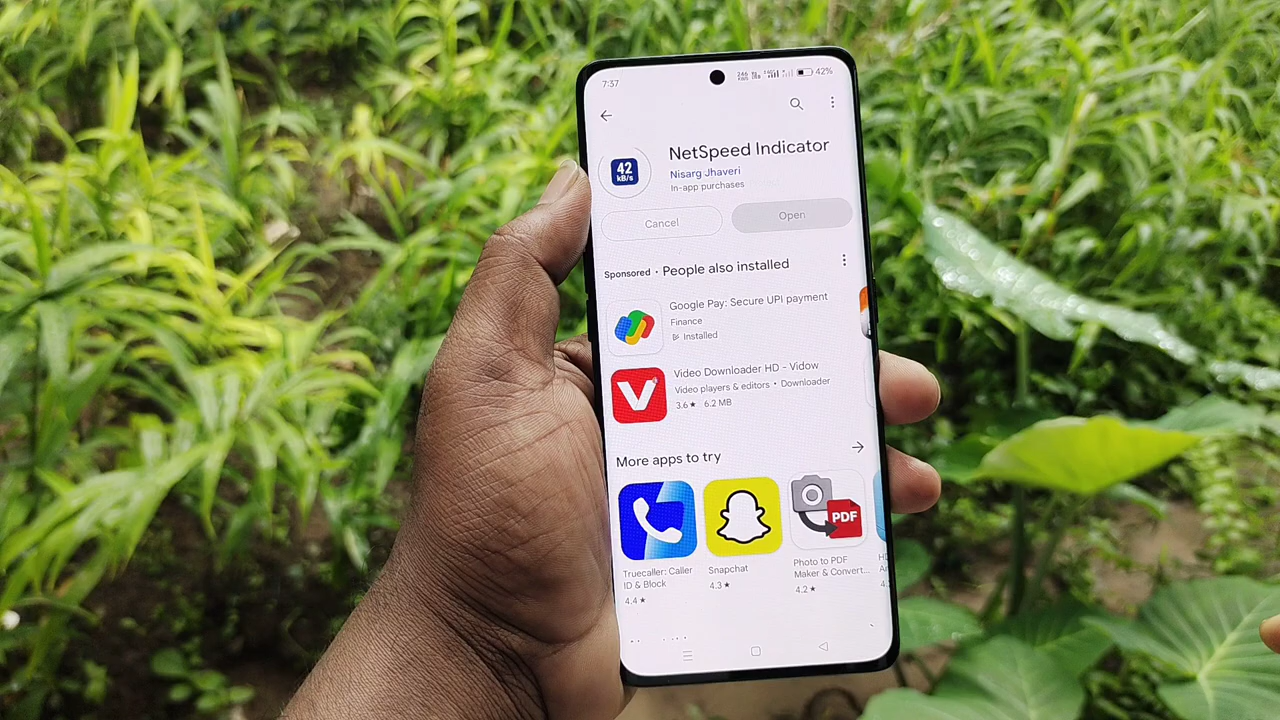 7:37
42%
NetSpeed Indicator
42
kB/s
Nisarg Jhaveri
In-app purchases
Cancel
Open
Sponsored · People also installed
Google Pay: Secure UPI payment
Finance
Installed
V
Video Downloader HD - Vidow
Video players & editors • Downloader
3.6★ 6.2 MB
More apps to try
PDF
Truecaller: Caller
ID & Block
4.4★
Snapchat
4.3★
Photo to PDF
Maker & Convert...
4.2★